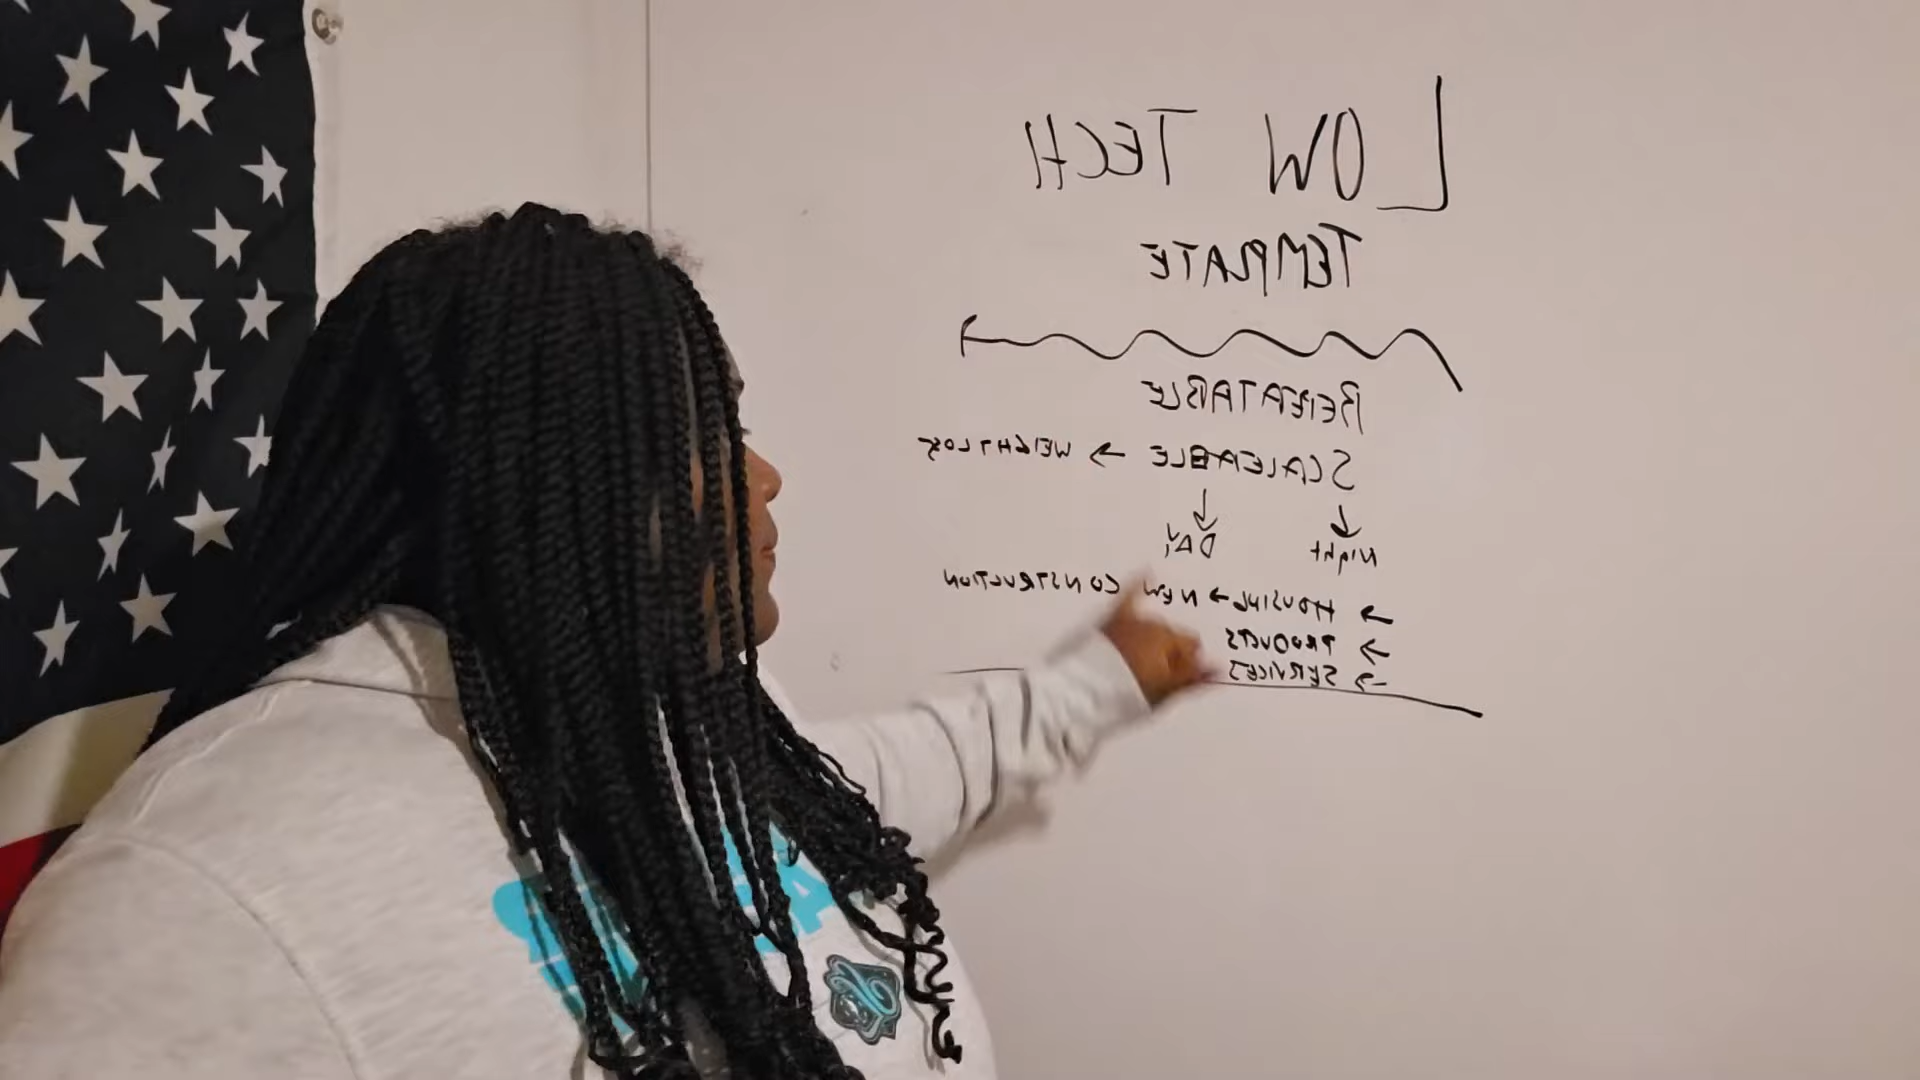 LOW TECH
TEMPLATE
REPEATABLE
SCALEABLE → WEIGHT LOSS
↓ ↓
Night DAY
→ HOUSING → NEW CONSTRUCTION
→ PRODUCTS
→ SERVICES